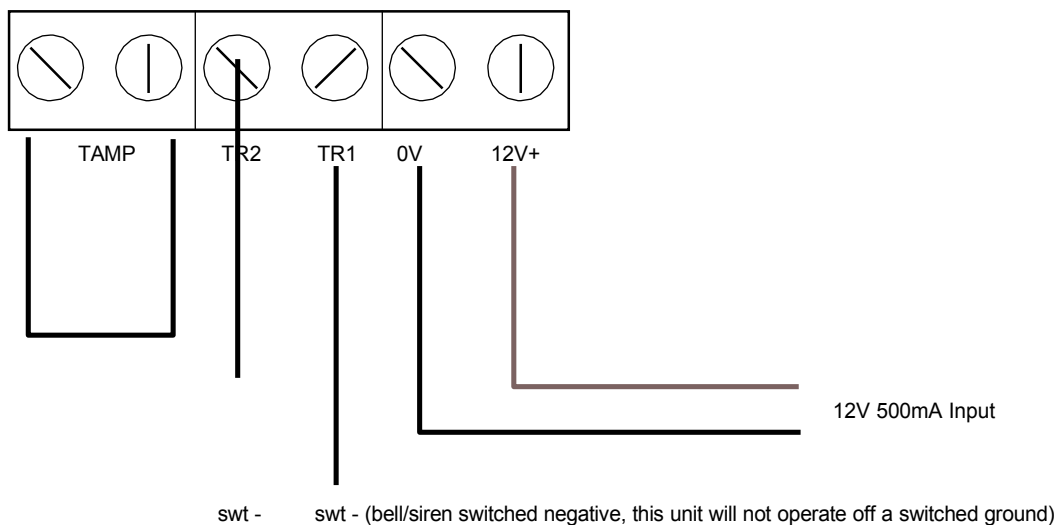 TAMP TR2 TR1 0V 12V+
12V 500mA Input
swt - swt - (bell/siren switched negative, this unit will not operate off a switched ground)